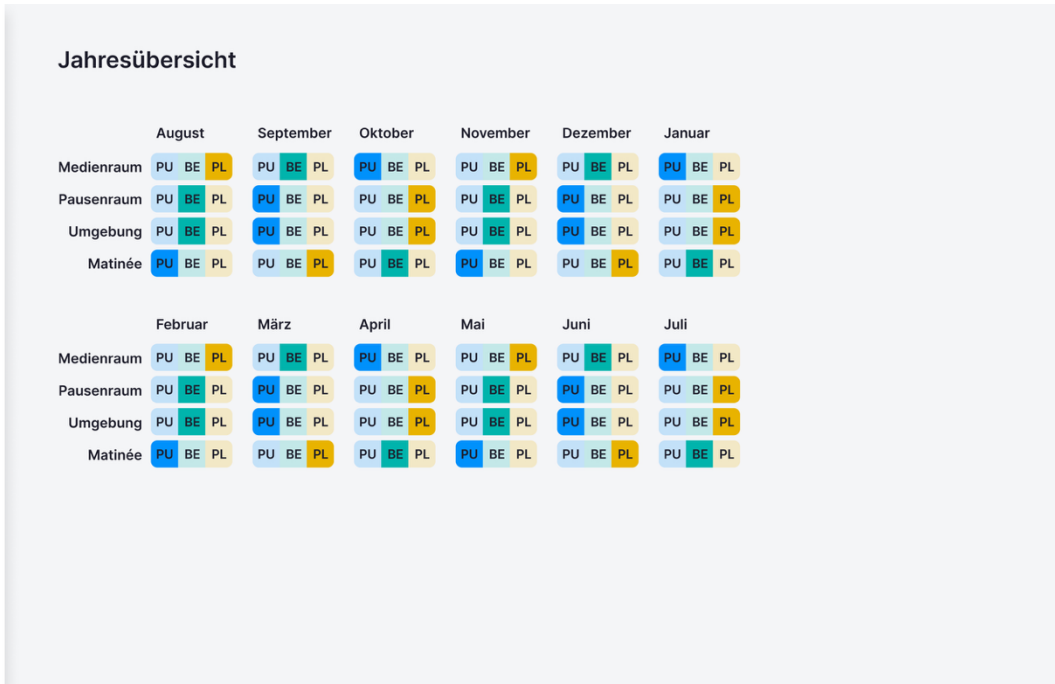 Jahresübersicht
August September Oktober November Dezember Januar
Medienraum PU BE PL PU BE PL PU BE PL PU BE PL PU BE PL PU BE PL
Pausenraum PU BE PL PU BE PL PU BE PL PU BE PL PU BE PL PU BE PL
Umgebung PU BE PL PU BE PL PU BE PL PU BE PL PU BE PL PU BE PL
Matinée PU BE PL PU BE PL PU BE PL PU BE PL PU BE PL PU BE PL
Februar März April Mai Juni Juli
Medienraum PU BE PL PU BE PL PU BE PL PU BE PL PU BE PL PU BE PL
Pausenraum PU BE PL PU BE PL PU BE PL PU BE PL PU BE PL PU BE PL
Umgebung PU BE PL PU BE PL PU BE PL PU BE PL PU BE PL PU BE PL
Matinée PU BE PL PU BE PL PU BE PL PU BE PL PU BE PL PU BE PL